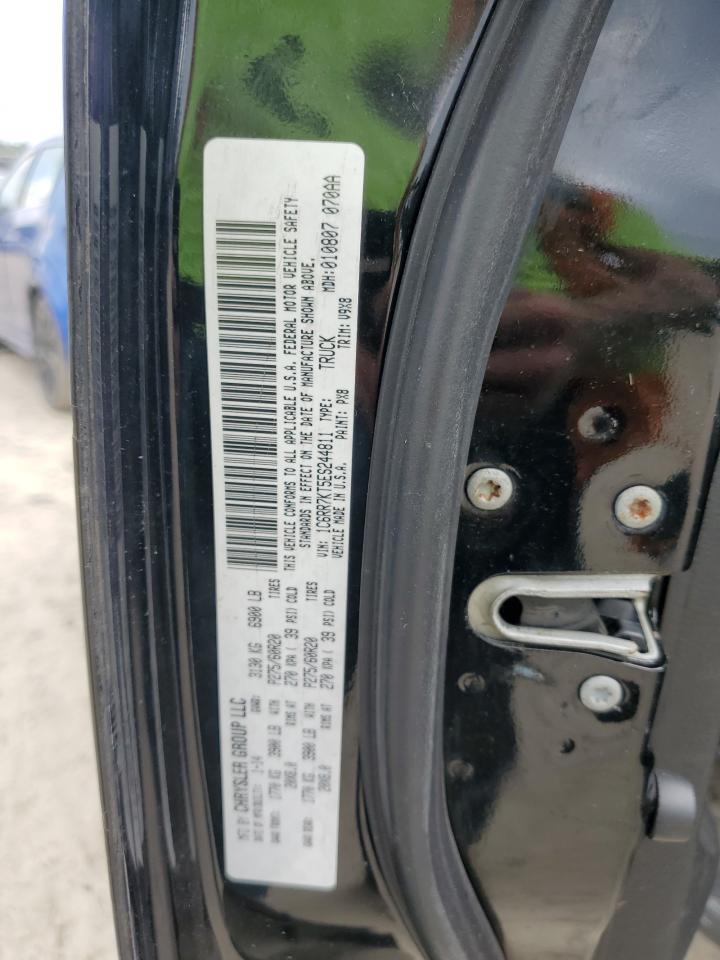 MFD BY CHRYSLER GROUP LLC
DATE OF MFR/MOBILITY: 1-14 GVWR: 3130 KG 6900 LB
GAWR FRONT: 1770 KG 3900 LB WITH P275/60R20 TIRES
20X8.0 RIMS AT 270 KPA ( 39 PSI) COLD
GAWR REAR: 1770 KG 3900 LB WITH P275/60R20 TIRES
20X8.0 RIMS AT 270 KPA ( 39 PSI) COLD
THIS VEHICLE CONFORMS TO ALL APPLICABLE U.S.A. FEDERAL MOTOR VEHICLE SAFETY
STANDARDS IN EFFECT ON THE DATE OF MANUFACTURE SHOWN ABOVE.
VIN: 1C6RR7KT5ES244811 TYPE: TRUCK MDH:010807 070AA
VEHICLE MADE IN U.S.A. PAINT: PX8 TRIM: V9X8